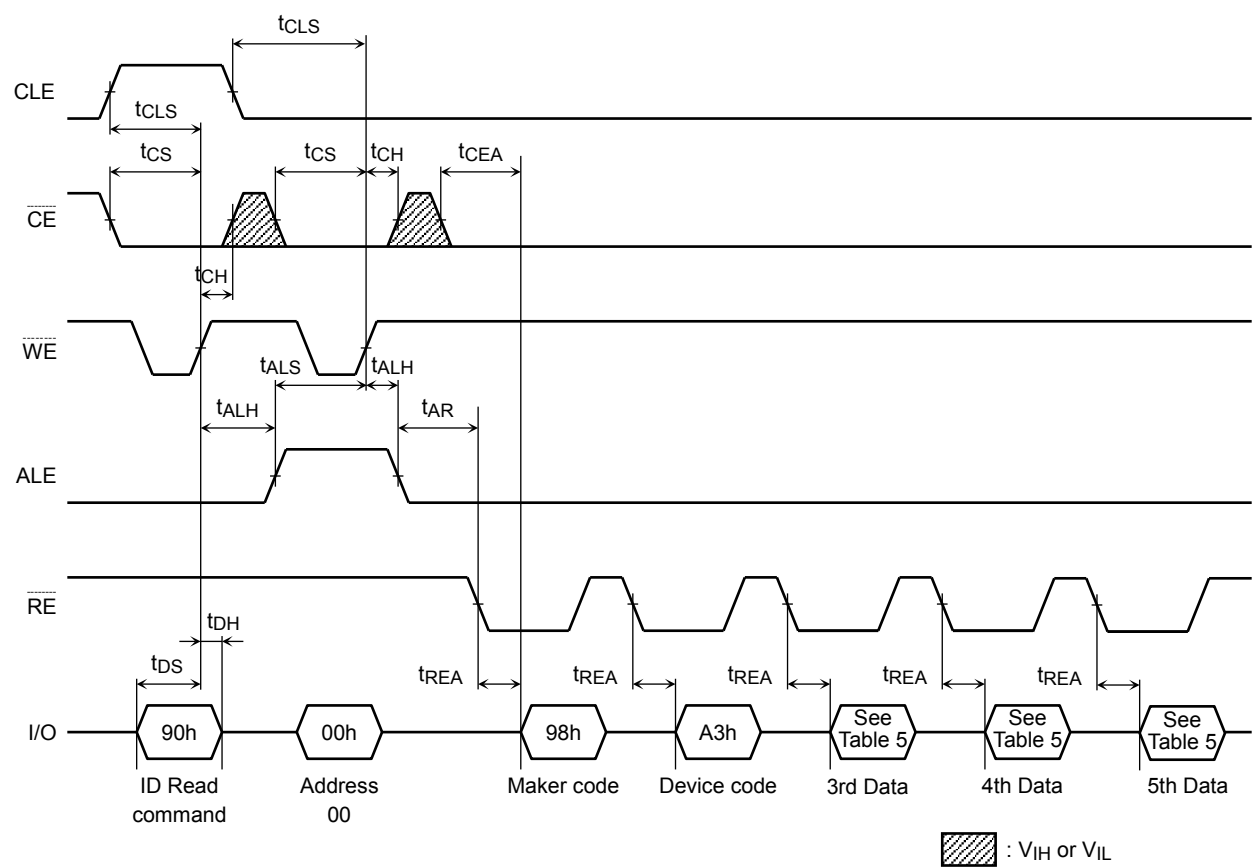 tCLS
CLE
tCLS
tCS
tCS
tCH
tCEA
CE
tCH
WE
tALS
tALH
tALH
tAR
ALE
RE
tDH
tDS
tREA
tREA
tREA
tREA
tREA
I/O
90h
00h
98h
A3h
See
Table 5
See
Table 5
See
Table 5
ID Read
command
Address
00
Maker code
Device code
3rd Data
4th Data
5th Data
: VIH or VIL